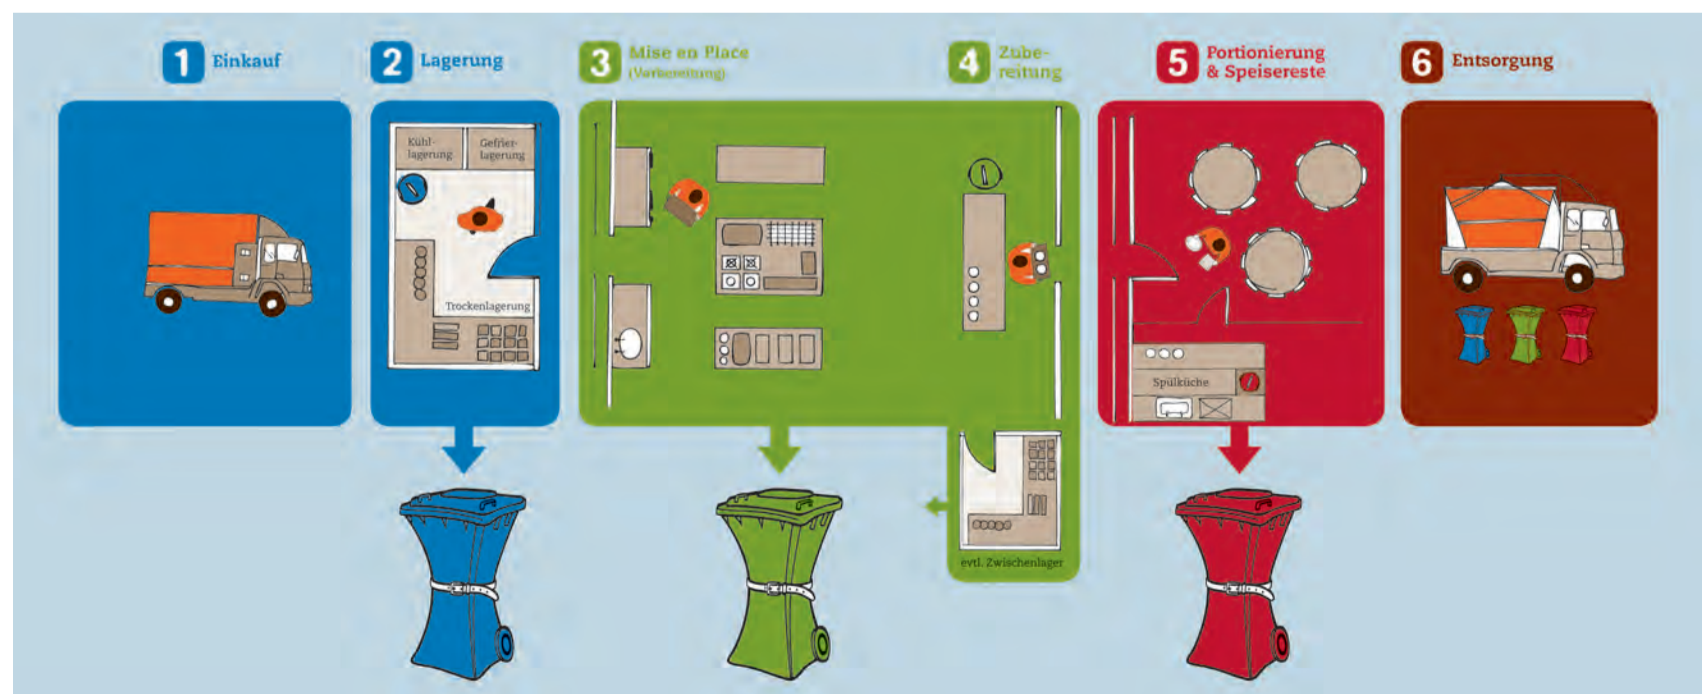 1 Einkauf
2 Lagerung
3 Mise en Place
(Vorbereitung)
4 Zube-
reitung
5 Portionierung
& Speisereste
6 Entsorgung
Kühl-
lagerung
Gefrier-
lagerung
Trockenlagerung
Spülküche
evtl. Zwischenlager